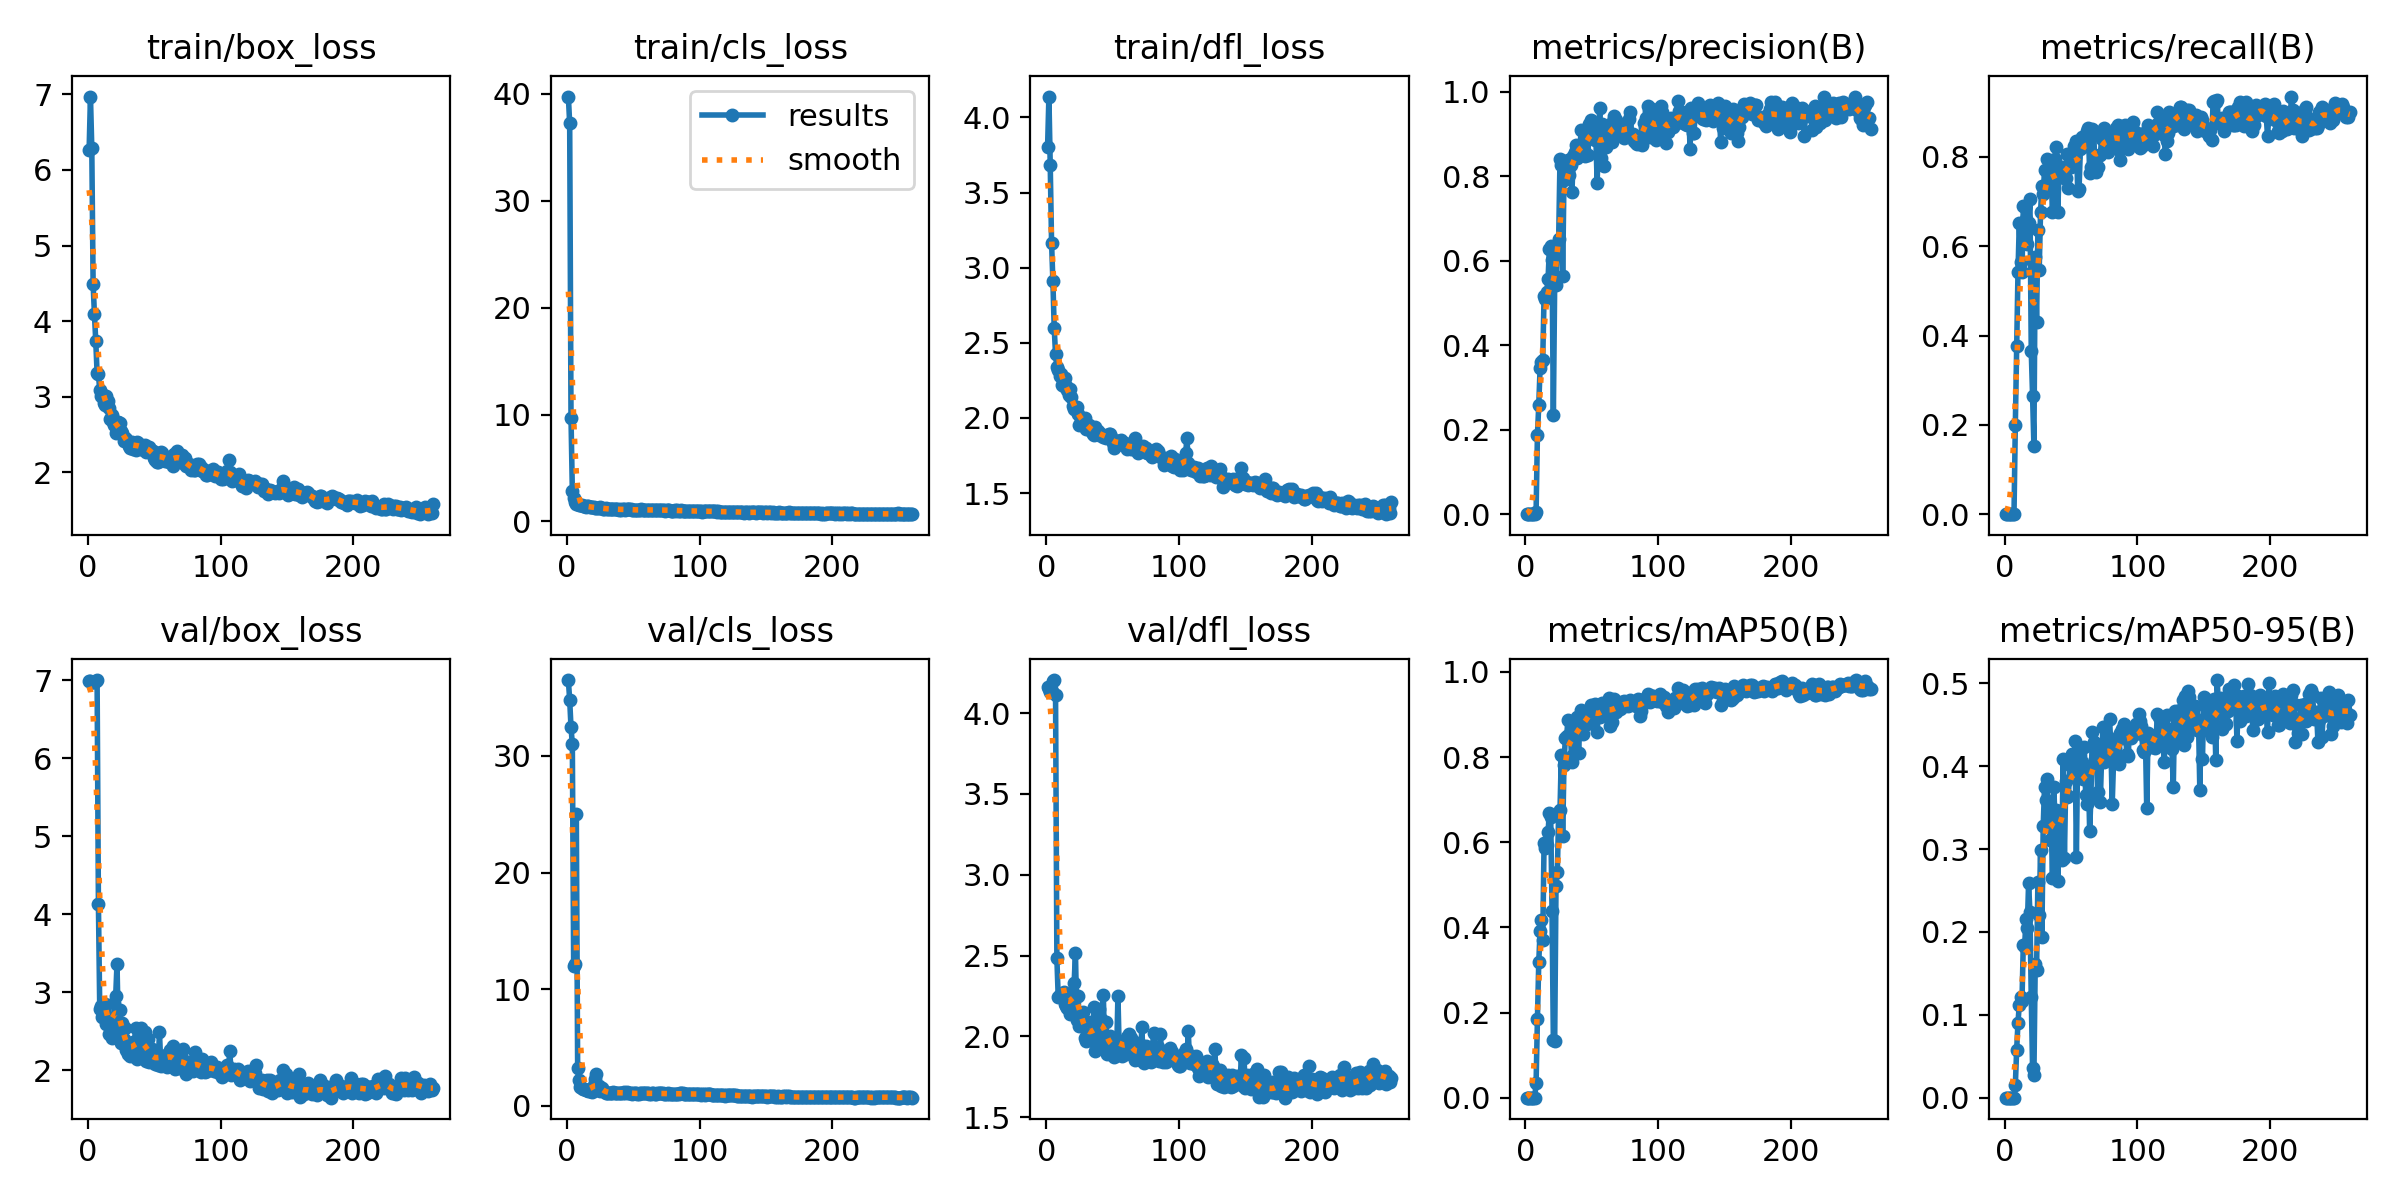 train/box_loss
7
6
5
4
3
2
0 100 200
train/cls_loss
40
30
20
10
0
0 100 200
results
smooth
train/dfl_loss
4.0
3.5
3.0
2.5
2.0
1.5
0 100 200
metrics/precision(B)
1.0
0.8
0.6
0.4
0.2
0.0
0 100 200
metrics/recall(B)
0.8
0.6
0.4
0.2
0.0
0 100 200
val/box_loss
7
6
5
4
3
2
0 100 200
val/cls_loss
30
20
10
0
0 100 200
val/dfl_loss
4.0
3.5
3.0
2.5
2.0
1.5
0 100 200
metrics/mAP50(B)
1.0
0.8
0.6
0.4
0.2
0.0
0 100 200
metrics/mAP50-95(B)
0.5
0.4
0.3
0.2
0.1
0.0
0 100 200